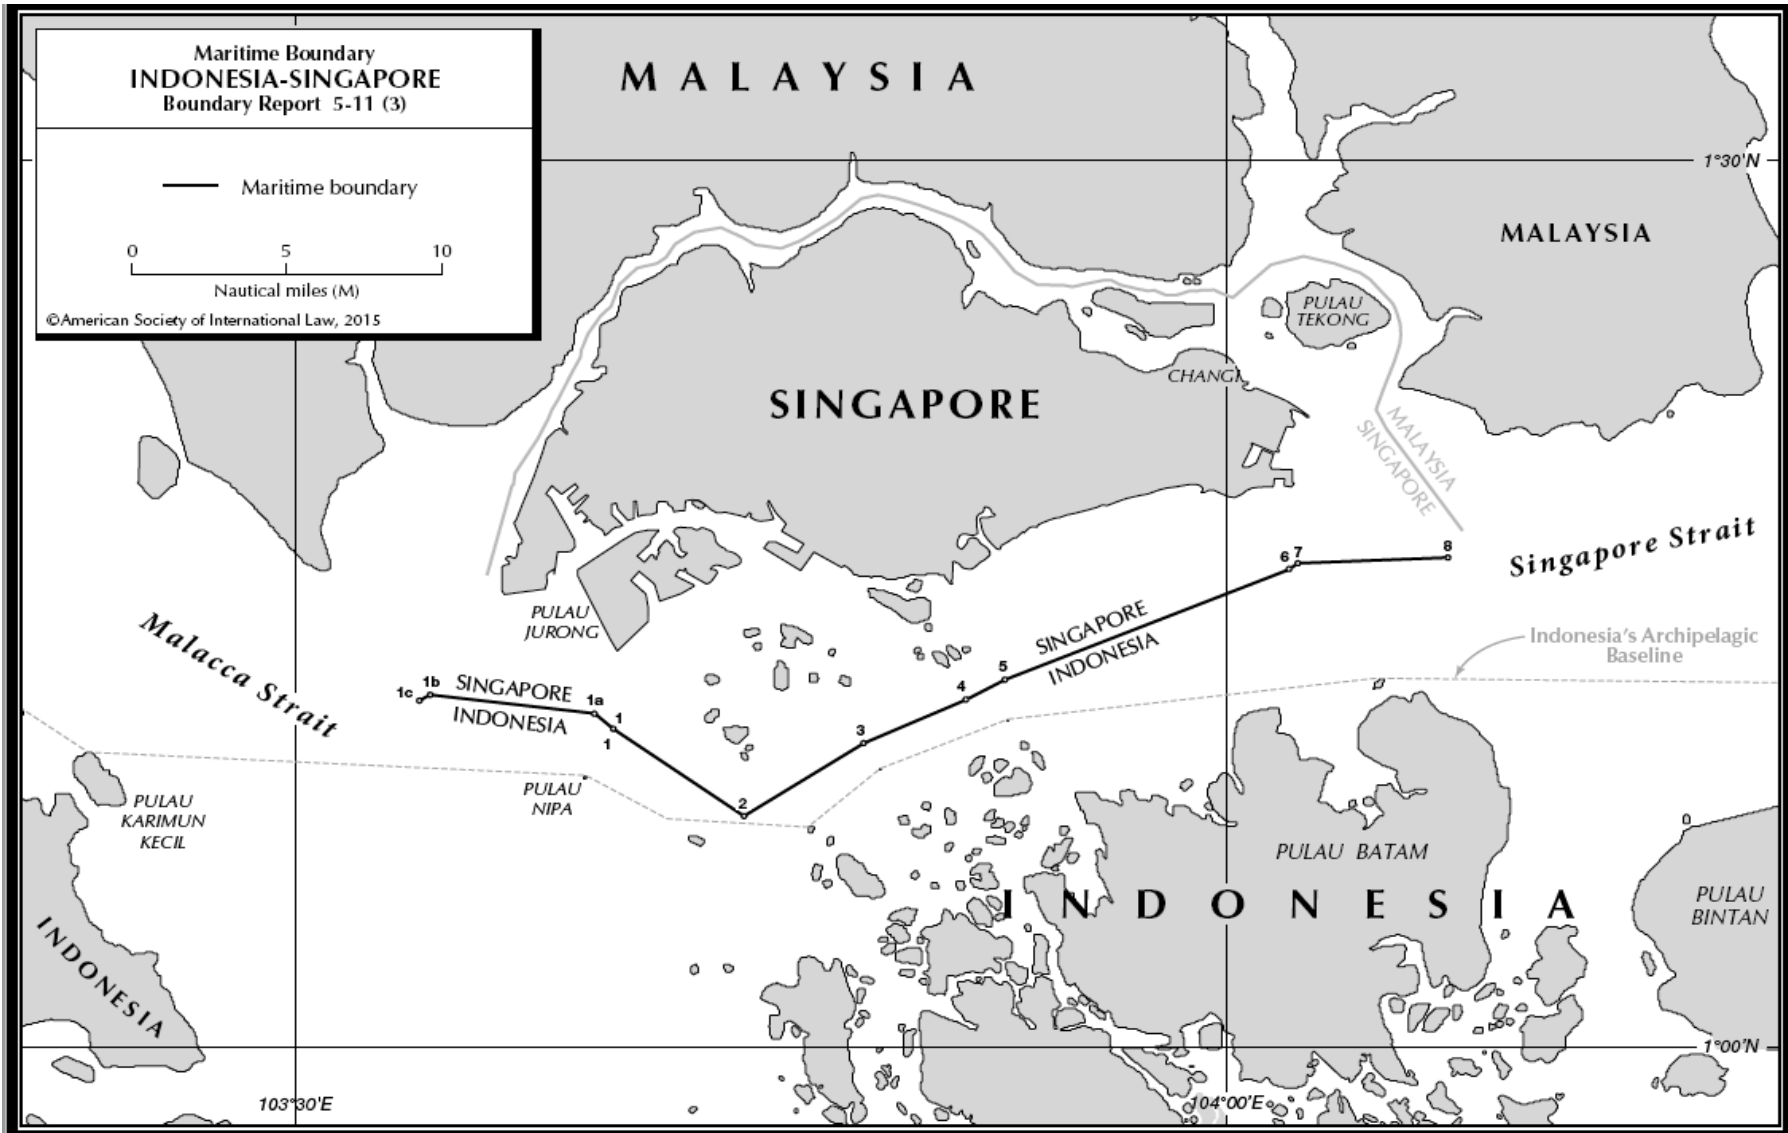 Maritime Boundary
INDONESIA-SINGAPORE
Boundary Report 5-11 (3)
Maritime boundary
0 5 10
Nautical miles (M)
©American Society of International Law, 2015
MALAYSIA
1°30'N
MALAYSIA
PULAU
TEKONG
CHANGI
SINGAPORE
MALAYSIA
SINGAPORE
Singapore Strait
PULAU
JURONG
Malacca Strait
1c
1b
SINGAPORE
INDONESIA
1a
1
1
2
3
4
5
SINGAPORE
INDONESIA
6
7
8
Indonesia's Archipelagic
Baseline
PULAU
KARIMUN
KECIL
PULAU
NIPA
PULAU BATAM
INDONESIA
PULAU
BINTAN
INDONESIA
1°00'N
103°30'E
104°00'E